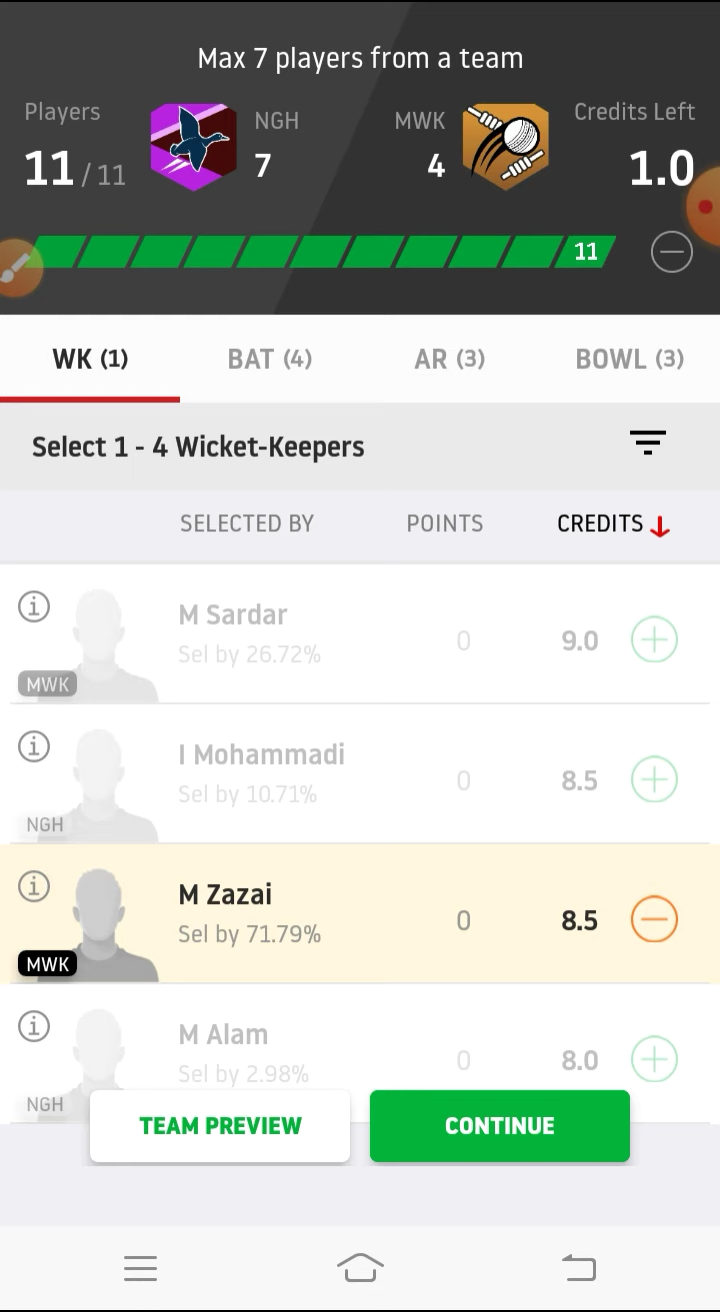 Max 7 players from a team
Players NGH MWK Credits Left
11 / 11 7 4 1.0
11
WK (1) BAT (4) AR (3) BOWL (3)
Select 1 - 4 Wicket-Keepers
SELECTED BY POINTS CREDITS
M Sardar
Sel by 26.72% 0 9.0
MWK
I Mohammadi
Sel by 10.71% 0 8.5
NGH
M Zazai
Sel by 71.79% 0 8.5
MWK
M Alam
Sel by 2.98% 0 8.0
NGH
TEAM PREVIEW CONTINUE